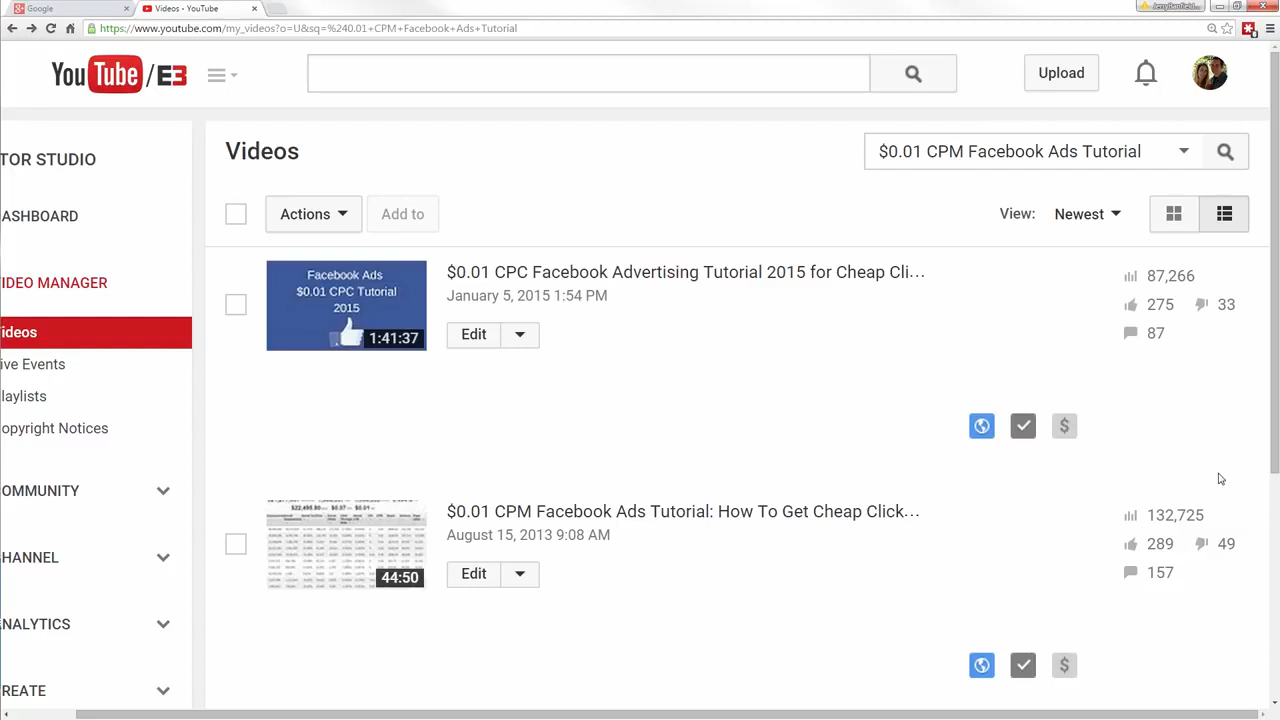 Google
Videos - YouTube
https://www.youtube.com/my_videos?o=U&sq=%240.01+CPM+Facebook+Ads+Tutorial
YouTube /E3
Upload
TOR STUDIO
ASHBOARD
IDEO MANAGER
ideos
ive Events
laylists
opyright Notices
OMMUNITY
HANNEL
NALYTICS
REATE
Videos
$0.01 CPM Facebook Ads Tutorial
Actions
Add to
View:
Newest
Facebook Ads
$0.01 CPC Tutorial
2015
1:41:37
$0.01 CPC Facebook Advertising Tutorial 2015 for Cheap Cli...
January 5, 2015 1:54 PM
Edit
87,266
275
33
87
$
44:50
$0.01 CPM Facebook Ads Tutorial: How To Get Cheap Click...
August 15, 2013 9:08 AM
Edit
132,725
289
49
157
$